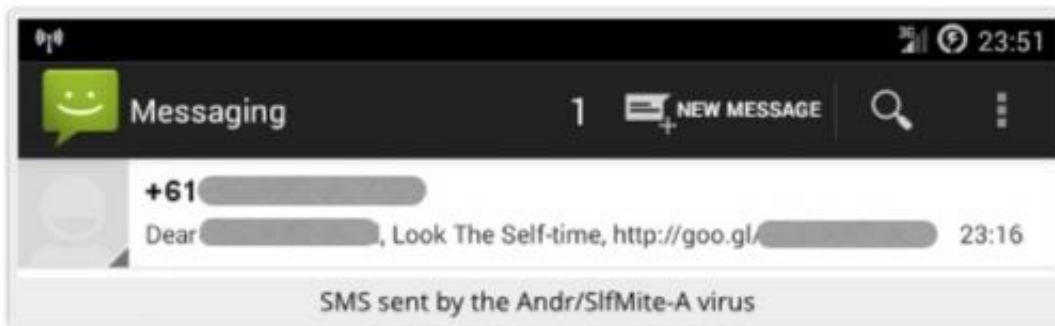 3G 23:51
Messaging 1 NEW MESSAGE
+61
Dear , Look The Self-time, http://goo.gl/ 23:16
SMS sent by the Andr/SlfMite-A virus